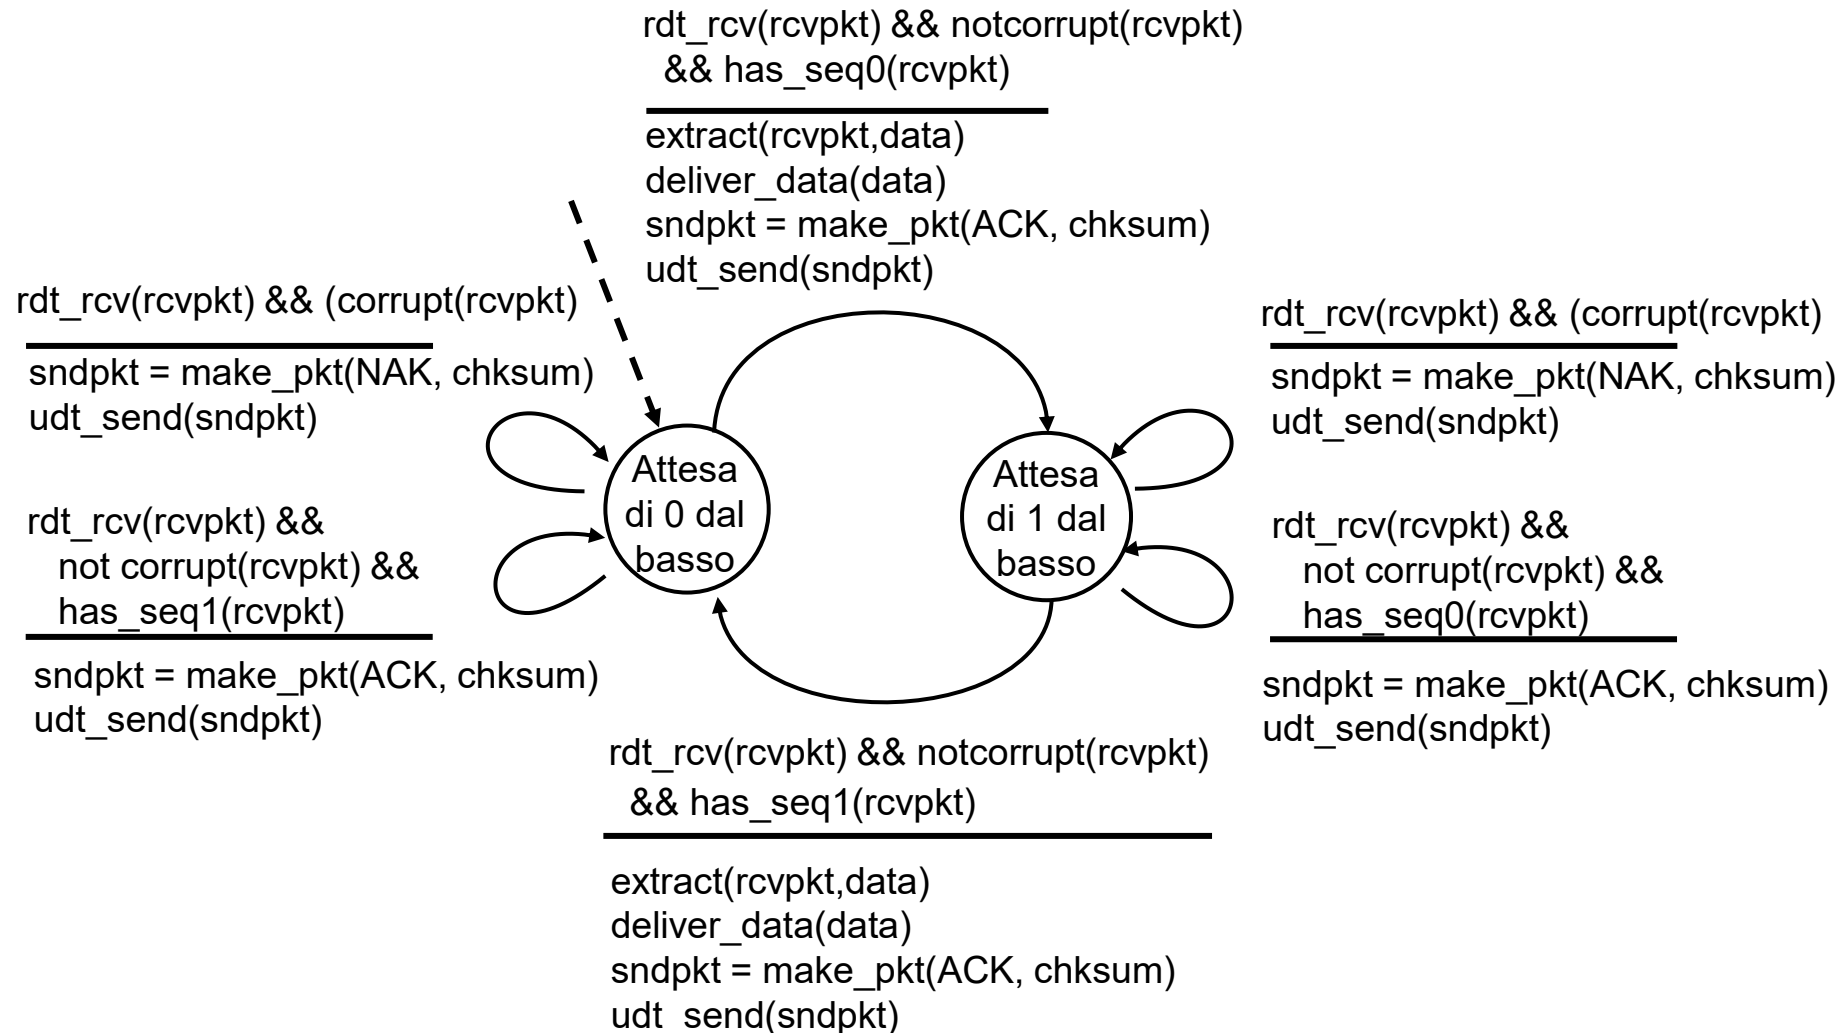 rdt_rcv(rcvpkt) && notcorrupt(rcvpkt)
&& has_seq0(rcvpkt)
extract(rcvpkt,data)
deliver_data(data)
sndpkt = make_pkt(ACK, chksum)
udt_send(sndpkt)
rdt_rcv(rcvpkt) && (corrupt(rcvpkt)
sndpkt = make_pkt(NAK, chksum)
udt_send(sndpkt)
rdt_rcv(rcvpkt) &&
not corrupt(rcvpkt) &&
has_seq1(rcvpkt)
sndpkt = make_pkt(ACK, chksum)
udt_send(sndpkt)
Attesa
di 0 dal
basso
Attesa
di 1 dal
basso
rdt_rcv(rcvpkt) && (corrupt(rcvpkt)
sndpkt = make_pkt(NAK, chksum)
udt_send(sndpkt)
rdt_rcv(rcvpkt) &&
not corrupt(rcvpkt) &&
has_seq0(rcvpkt)
sndpkt = make_pkt(ACK, chksum)
udt_send(sndpkt)
rdt_rcv(rcvpkt) && notcorrupt(rcvpkt)
&& has_seq1(rcvpkt)
extract(rcvpkt,data)
deliver_data(data)
sndpkt = make_pkt(ACK, chksum)
udt_send(sndpkt)